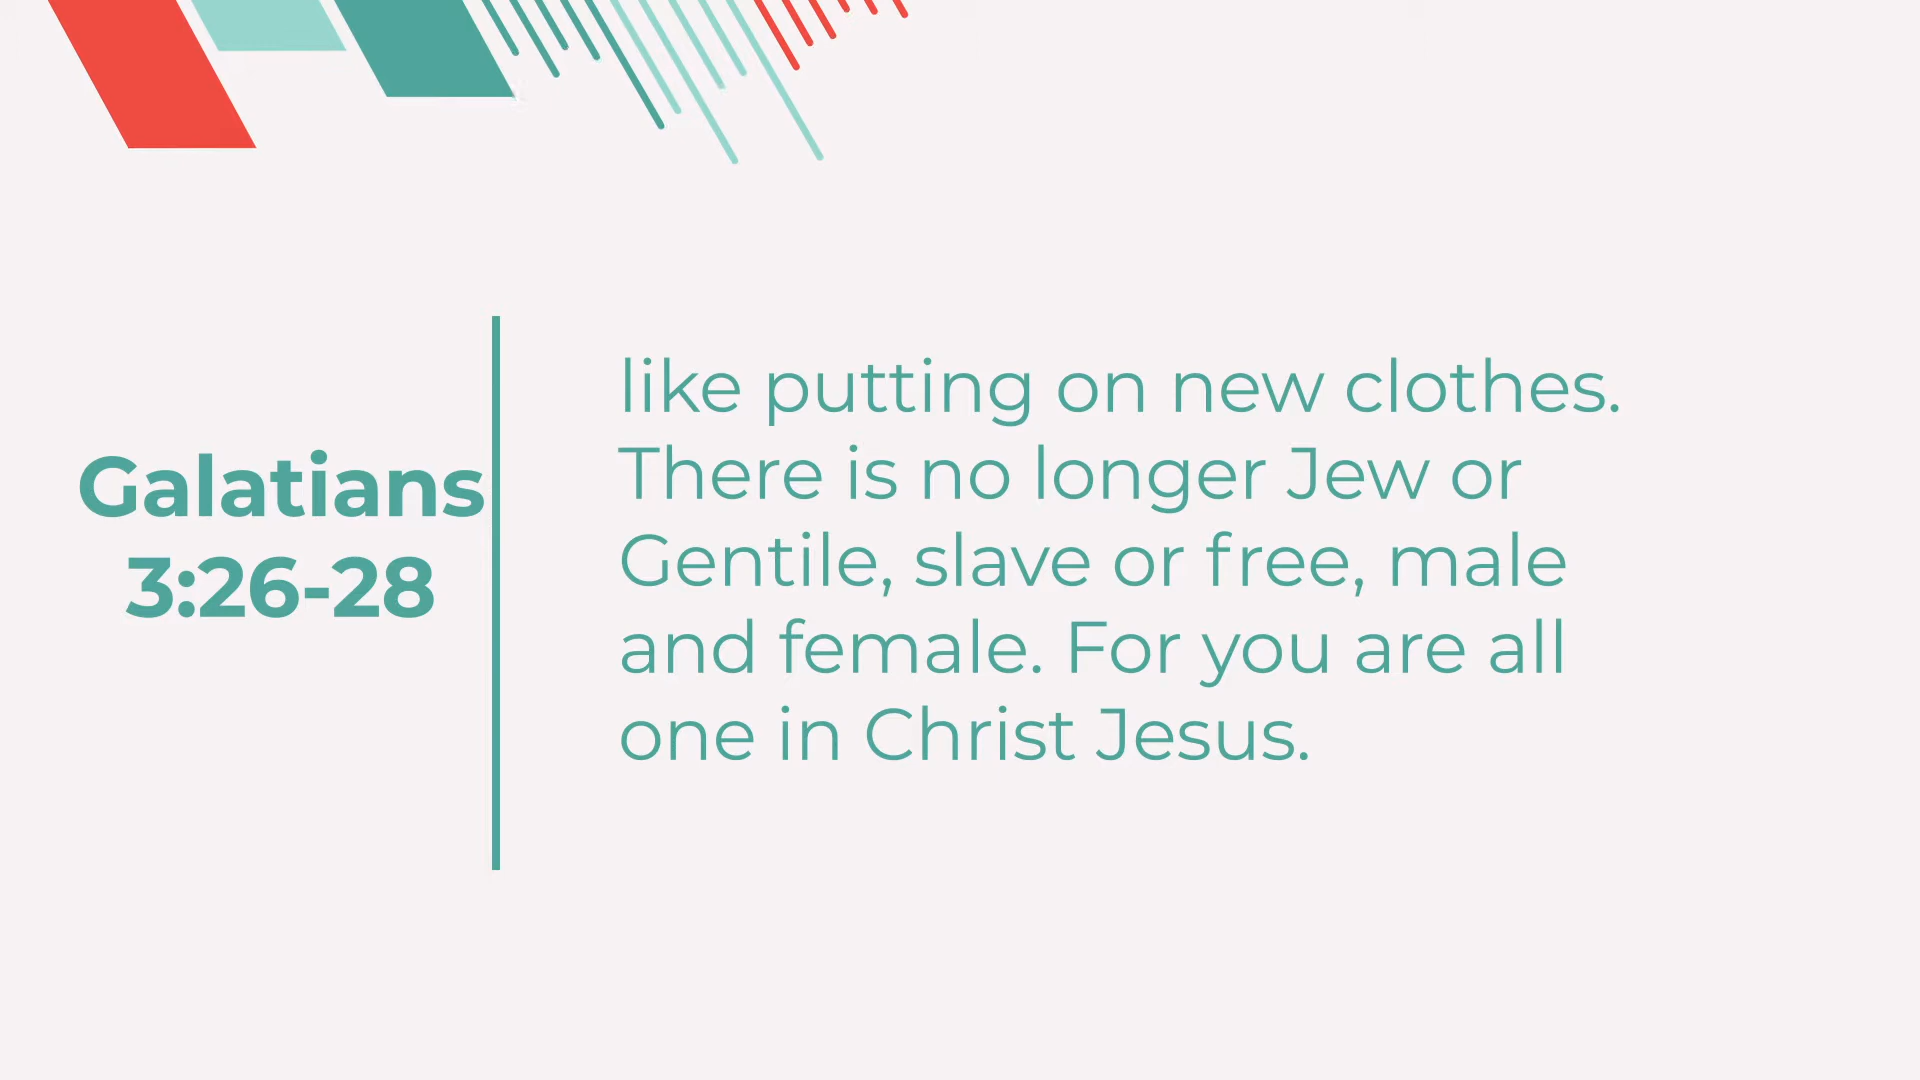 Galatians
3:26-28
like putting on new clothes.
There is no longer Jew or
Gentile, slave or free, male
and female. For you are all
one in Christ Jesus.